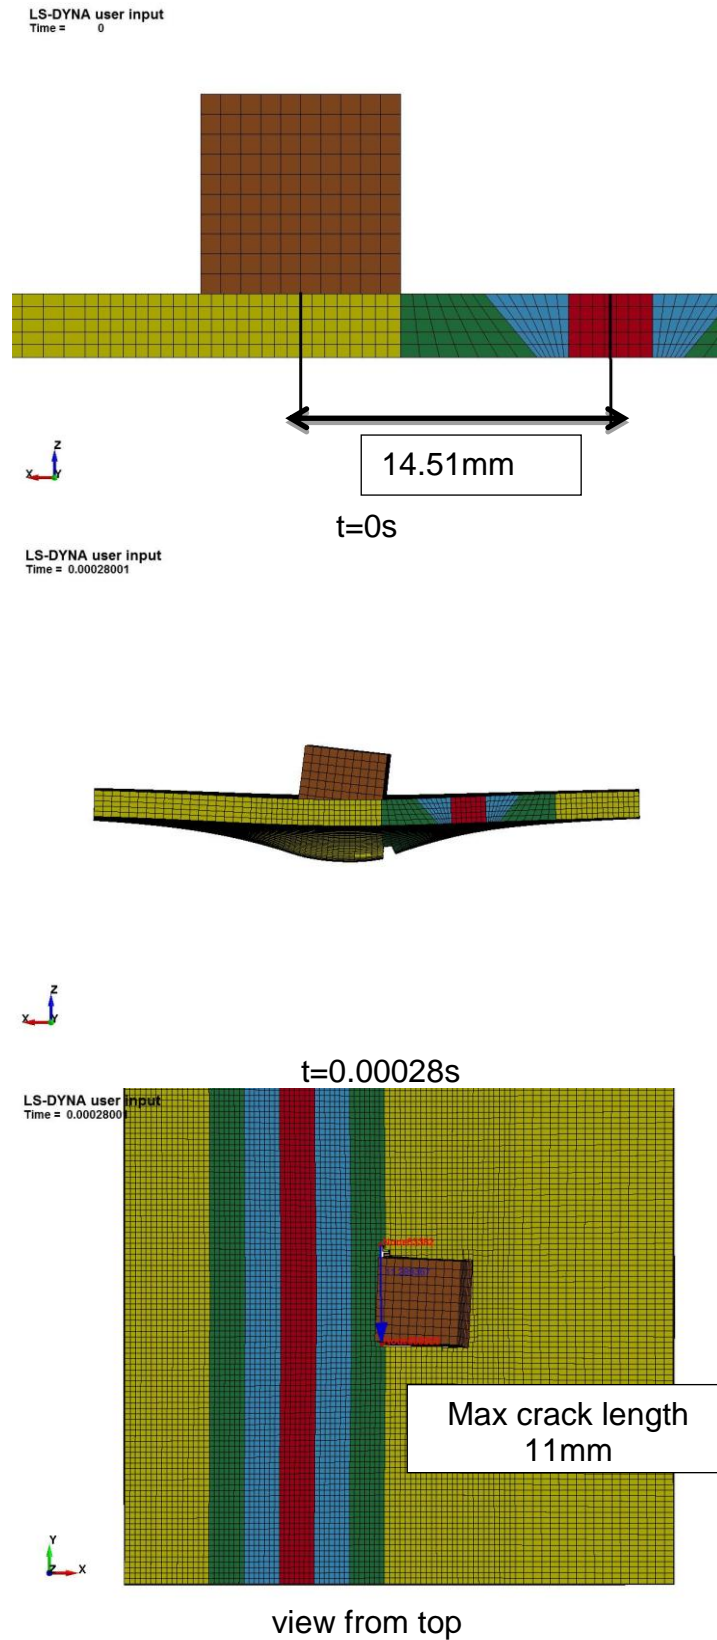 LS-DYNA user input
Time = 0
14.51mm
Z
X
Y
t=0s
LS-DYNA user input
Time = 0.00028001
Z
X
Y
t=0.00028s
LS-DYNA user input
Time = 0.00028001
Max crack length
11mm
Y
Z
X
view from top